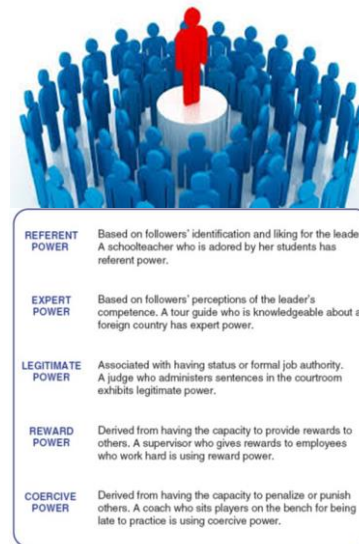 REFERENT
POWER
Based on followers' identification and liking for the leade
A schoolteacher who is adored by her students has
referent power.
EXPERT
POWER
Based on followers' perceptions of the leader's
competence. A tour guide who is knowledgeable about a
foreign country has expert power.
LEGITIMATE
POWER
Associated with having status or formal job authority.
A judge who administers sentences in the courtroom
exhibits legitimate power.
REWARD
POWER
Derived from having the capacity to provide rewards to
others. A supervisor who gives rewards to employees
who work hard is using reward power.
COERCIVE
POWER
Derived from having the capacity to penalize or punish
others. A coach who sits players on the bench for being
late to practice is using coercive power.